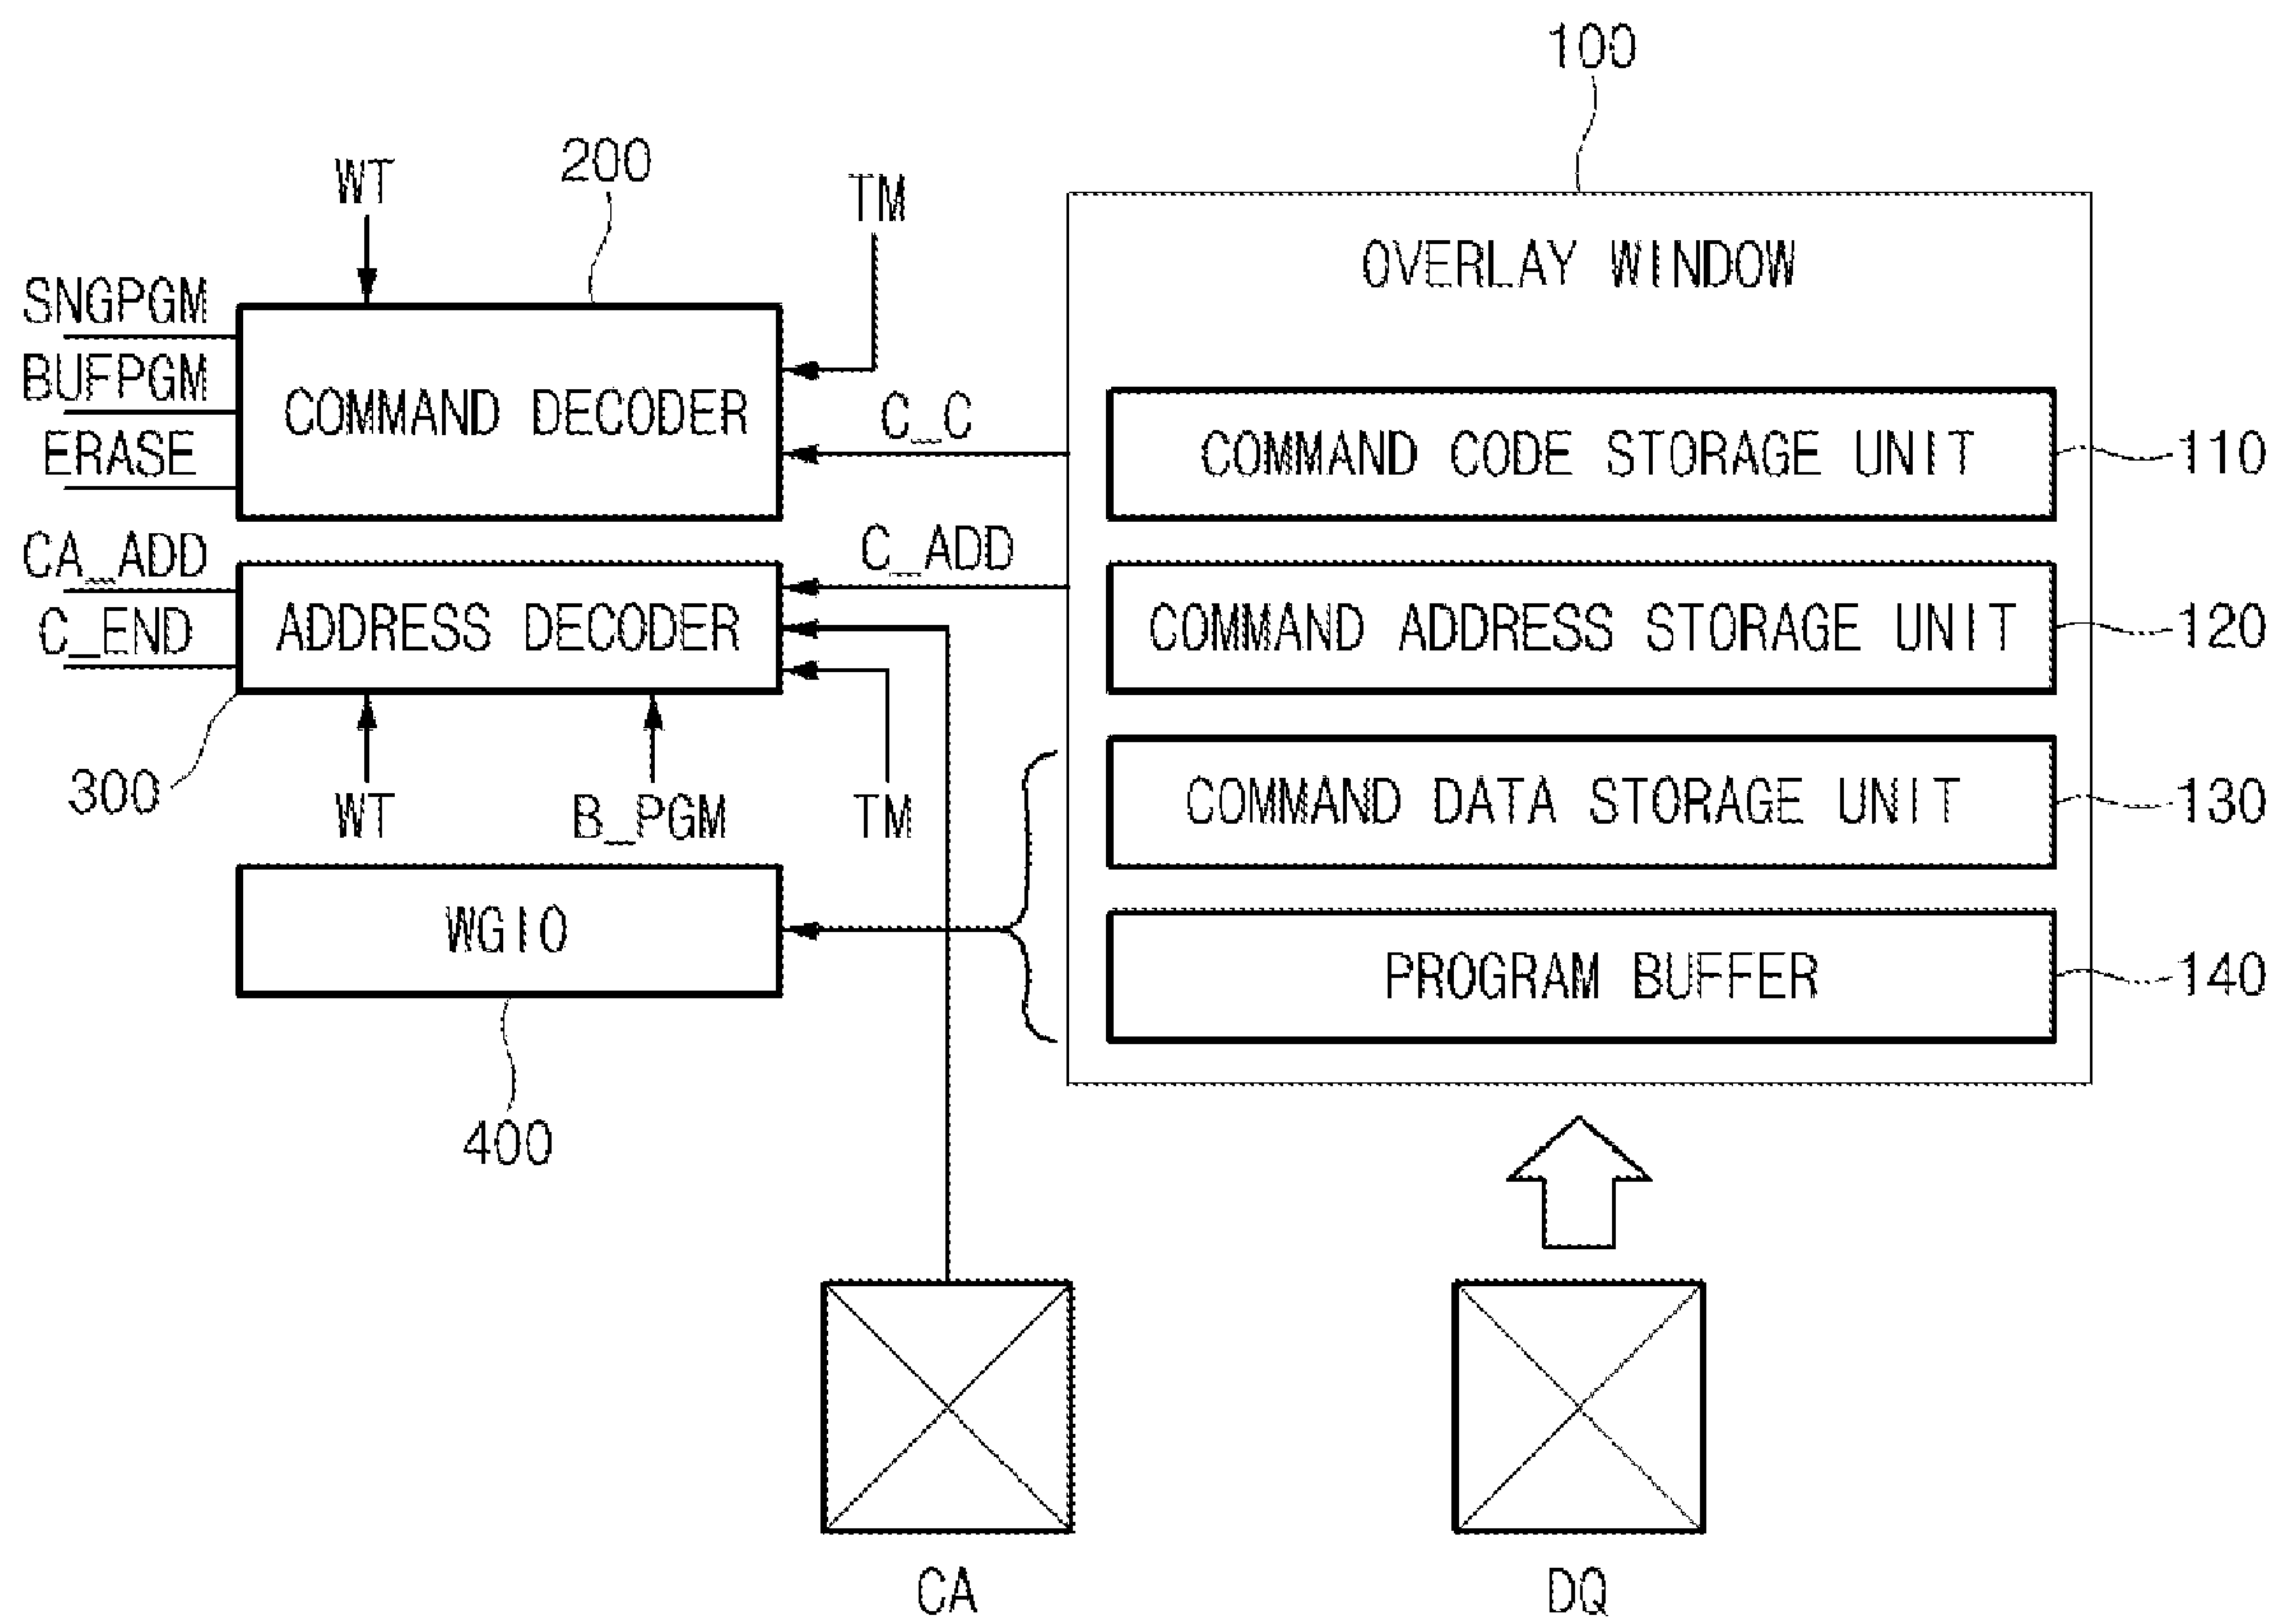 100
200
WT
TM
OVERLAY WINDOW
SNGPGM
BUFPGM
ERASE
COMMAND DECODER
C_C
COMMAND CODE STORAGE UNIT
110
CA_ADD
C_END
ADDRESS DECODER
C_ADD
COMMAND ADDRESS STORAGE UNIT
120
300
WT
B_PGM
TM
COMMAND DATA STORAGE UNIT
130
WGIO
PROGRAM BUFFER
140
400
CA
DQ